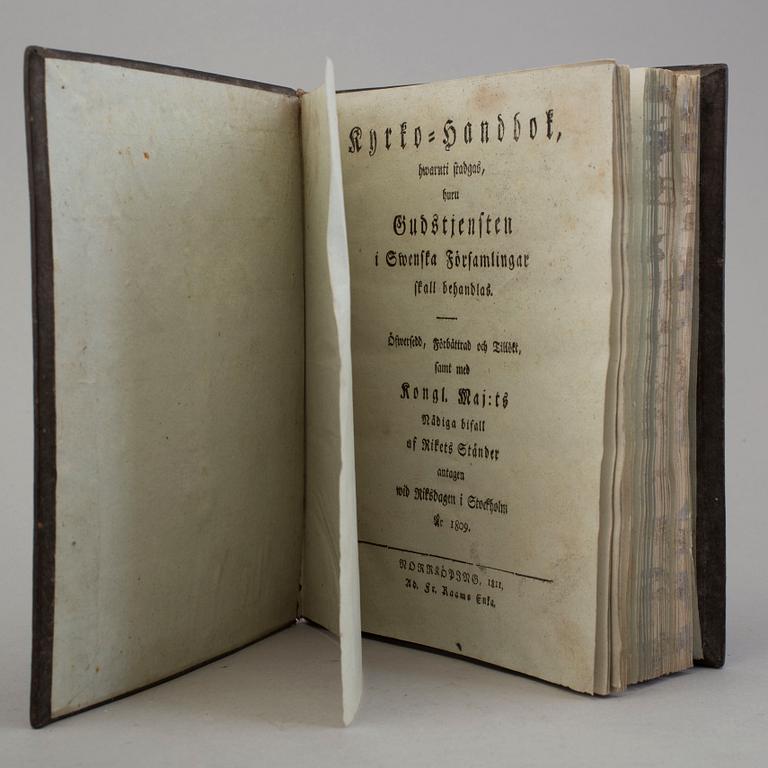 Kyrko-Handbok,
hwaruti stadgas,
huru
Gudstjensten
i Swenska Församlingar
skall behandlas.
Öfwersedd, Förbättrad och Tillökt,
samt med
Kongl. Maj:ts
Nådiga bifall
af Rikets Ständer
antagen
wid Riksdagen i Stockholm
År 1809.
NORRKÖPING, 1811,
Ad. Fr. Raams Enka.